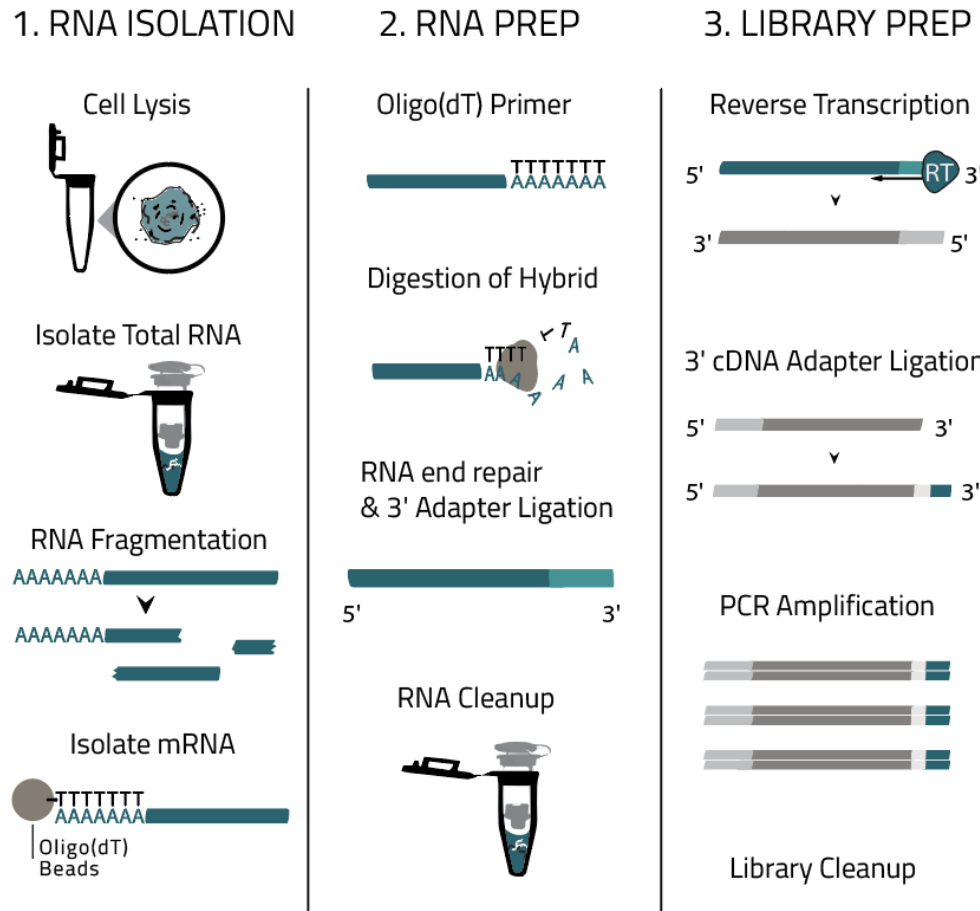 1. RNA ISOLATION
Cell Lysis
Isolate Total RNA
RNA Fragmentation
AAAAAAA
AAAAAAA
Isolate mRNA
TTTTTTT
AAAAAAA
Oligo(dT)
Beads
2. RNA PREP
Oligo(dT) Primer
TTTTTTT
AAAAAAA
Digestion of Hybrid
T T
TTTT A
AA A A A
A
RNA end repair
& 3' Adapter Ligation
5' 3'
RNA Cleanup
3. LIBRARY PREP
Reverse Transcription
5' RT 3'
3' 5'
3' cDNA Adapter Ligation
5' 3'
5' 3'
PCR Amplification
Library Cleanup